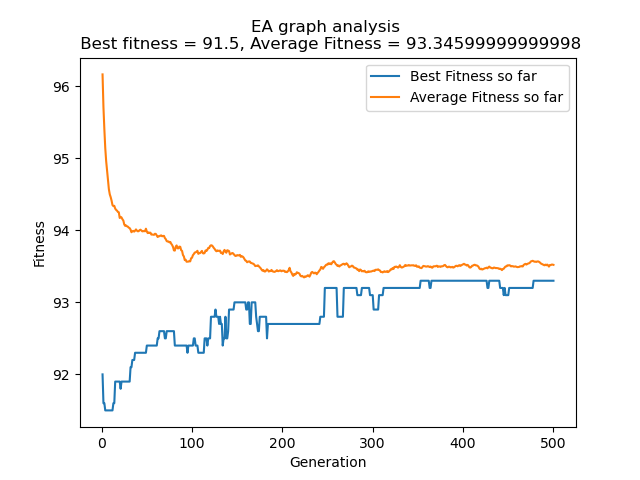 EA graph analysis
Best fitness = 91.5, Average Fitness = 93.34599999999998
Best Fitness so far
Average Fitness so far
96
95
94
93
92
Fitness
0 100 200 300 400 500
Generation